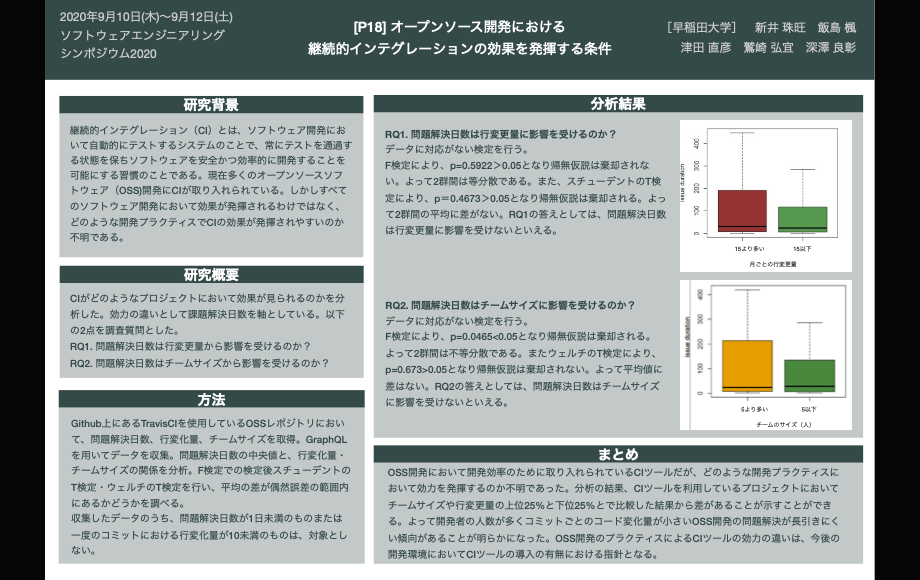 2020年9月10日(木)〜9月12日(土)
ソフトウェアエンジニアリング
シンポジウム2020
[P18] オープンソース開発における
継続的インテグレーションの効果を発揮する条件
［早稲田大学］　新井 珠旺　飯島 楓
津田 直彦　鷲崎 弘宜　深澤 良彰
研究背景
継続的インテグレーション（CI）とは、ソフトウェア開発にお
いて自動的にテストするシステムのことで、常にテストを通過す
る状態を保ちソフトウェアを安全かつ効率的に開発することを
可能にする習慣のことである。現在多くのオープンソースソフ
トウェア（OSS)開発にCIが取り入れられている。しかしすべて
のソフトウェア開発において効果が発揮されるわけではなく、
どのような開発プラクティスでCIの効果が発揮されやすいのか
不明である。
研究概要
CIがどのようなプロジェクトにおいて効果が見られるのかを分
析した。効力の違いとして課題解決日数を軸としている。以下
の2点を調査質問とした。
RQ1. 問題解決日数は行変更量から影響を受けるのか？
RQ2. 問題解決日数はチームサイズから影響を受けるのか？
方法
Github上にあるTravisCIを使用しているOSSレポジトリにおい
て、問題解決日数、行変化量、チームサイズを取得。GraphQL
を用いてデータを収集。問題解決日数の中央値と、行変化量・
チームサイズの関係を分析。F検定での検定後スチューデントの
T検定・ウェルチのT検定を行い、平均の差が偶然誤差の範囲内
にあるかどうかを調べる。
収集したデータのうち、問題解決日数が1日未満のものまたは
一度のコミットにおける行変化量が10未満のものは、対象とし
ない。
分析結果
RQ1. 問題解決日数は行変更量に影響を受けるのか？
データに対応がない検定を行う。
F検定により、p=0.5922＞0.05となり帰無仮説は棄却されな
い。よって2群間は等分散である。また、スチューデントのT検
定により、p＝0.4673＞0.05となり帰無仮説は棄却される。よっ
て2群間の平均に差がない。RQ1の答えとしては、問題解決日数
は行変更量に影響を受けないといえる。
issue duration
400
300
200
100
0
15より多い
15以下
月ごとの行変更量
RQ2. 問題解決日数はチームサイズに影響を受けるのか？
データに対応がない検定を行う。
F検定により、p=0.0465<0.05となり帰無仮説は棄却される。
よって2群間は不等分散である。またウェルチのT検定により、
p=0.673>0.05となり帰無仮説は棄却されない。よって平均値に
差はない。RQ2の答えとしては、問題解決日数はチームサイズ
に影響を受けないといえる。
issue duration
400
300
200
100
0
5より多い
5以下
チームのサイズ（人）
まとめ
OSS開発において開発効率のために取り入れられているCIツールだが、どのような開発プラクティスに
おいて効力を発揮するのか不明であった。分析の結果、CIツールを利用しているプロジェクトにおいて
チームサイズや行変更量の上位25%と下位25%とで比較した結果から差があることが示すことができ
る。よって開発者の人数が多くコミットごとのコード変化量が小さいOSS開発の問題解決が長引きにく
い傾向があることが明らかになった。OSS開発のプラクティスによるCIツールの効力の違いは、今後の
開発環境においてCIツールの導入の有無における指針となる。